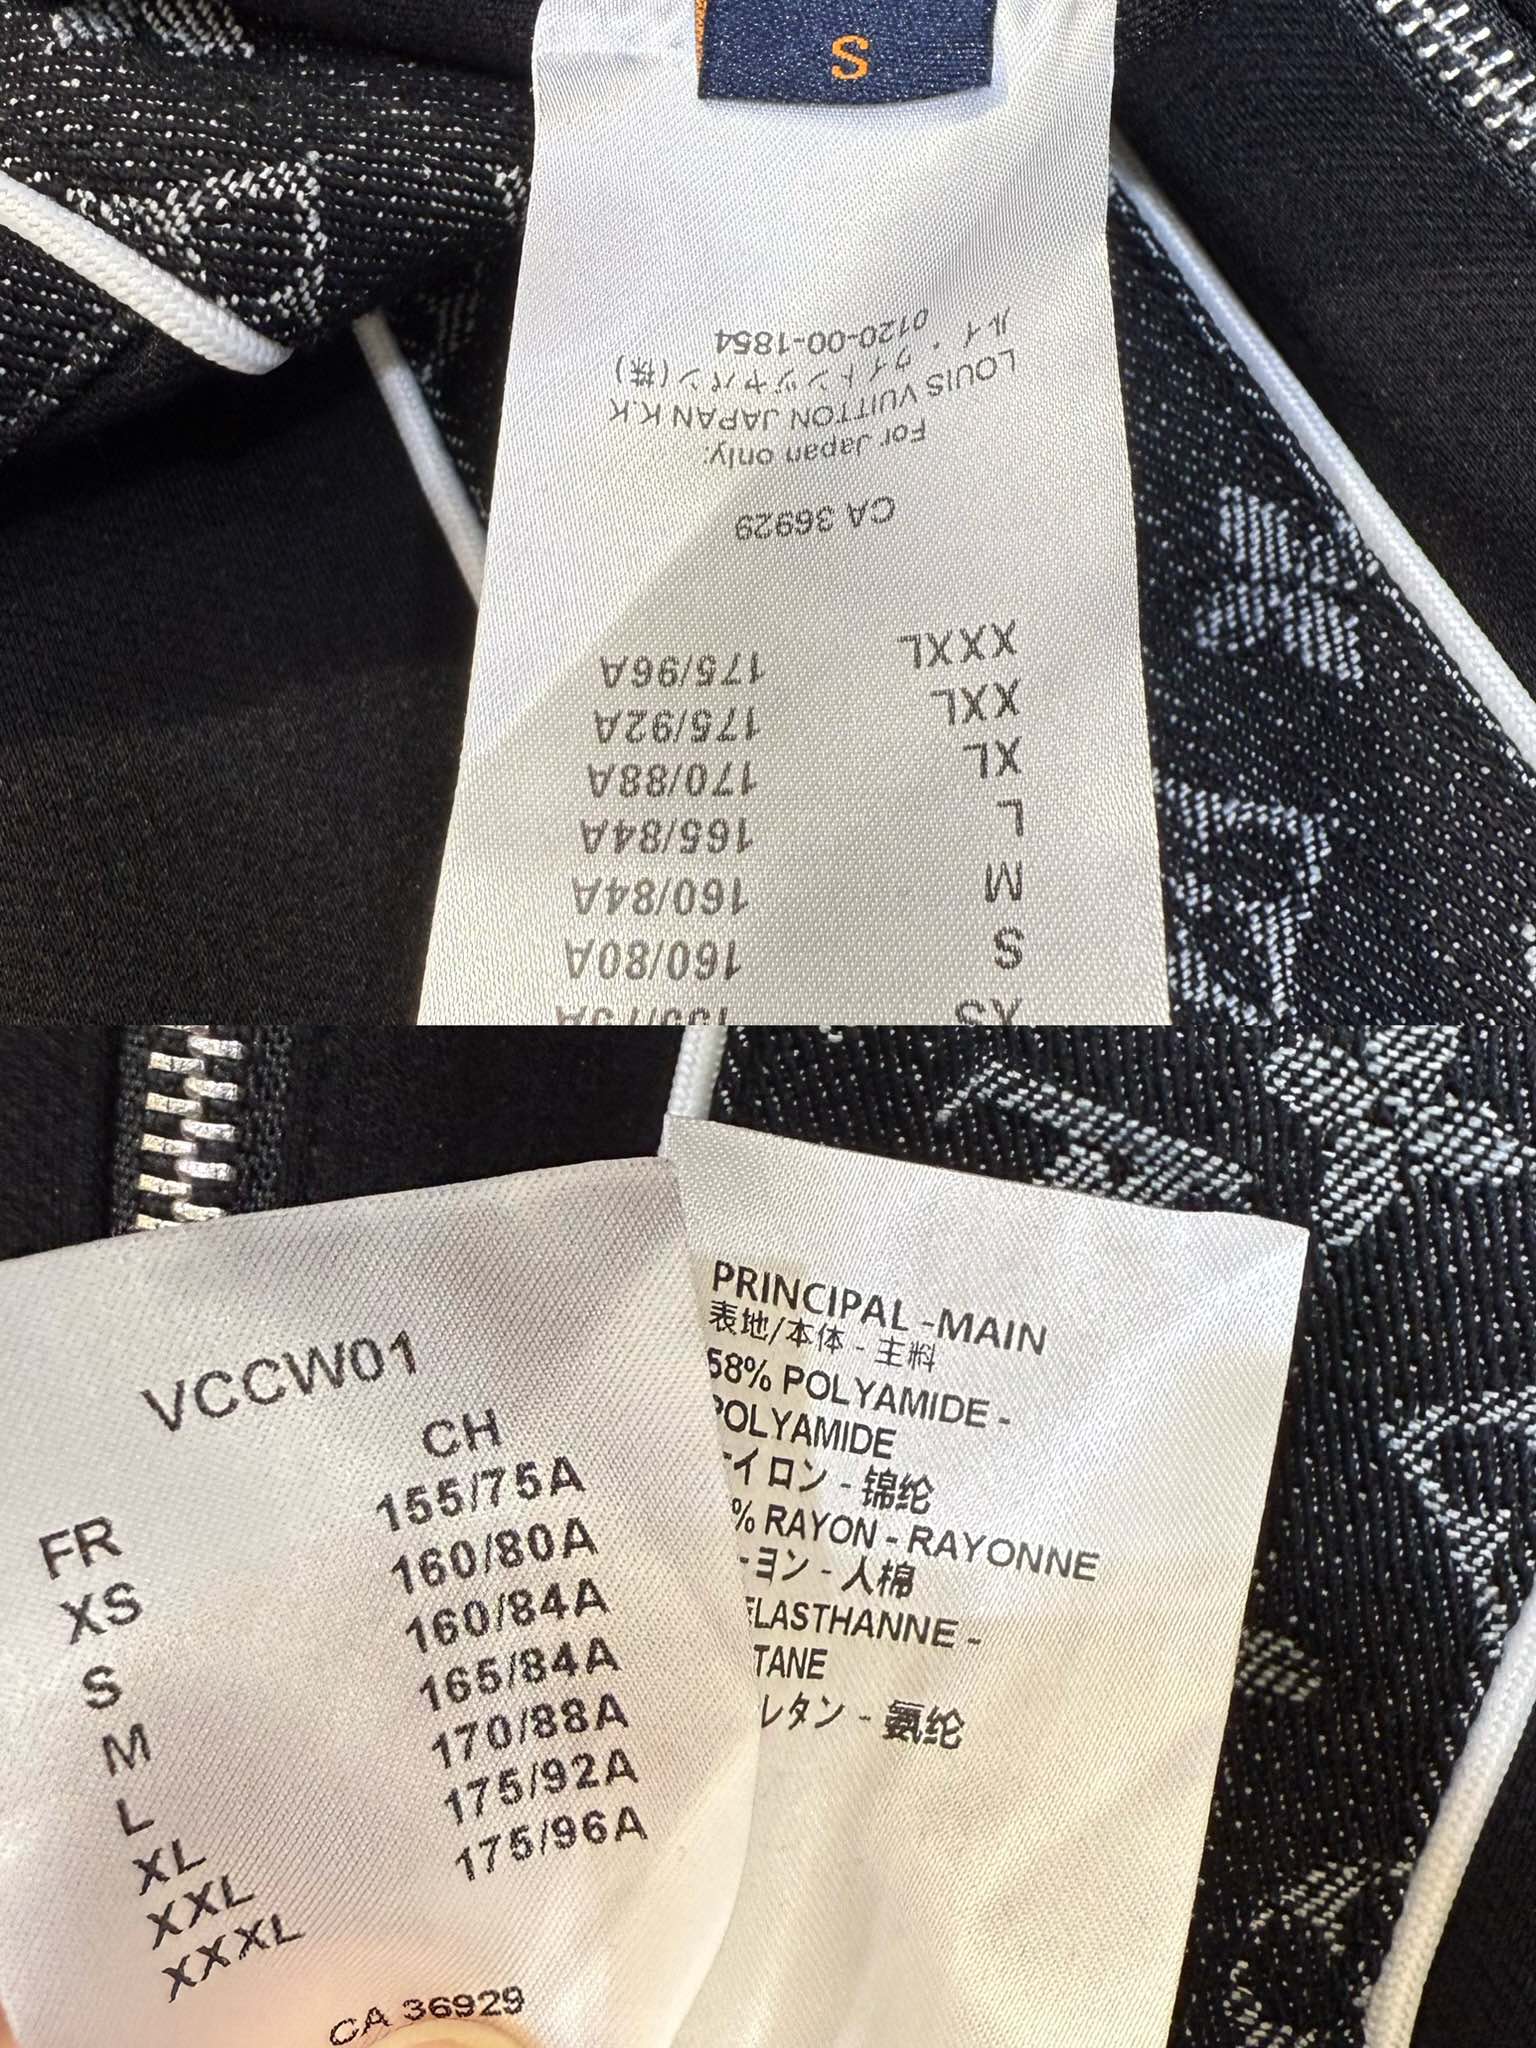 S
S 160/80A
M 160/84A
L 165/84A
XL 170/88A
XXL 175/92A
XXXL 175/96A
CA 36929
For Japan only:
LOUIS VUITTON JAPAN K.K
ルイ゛ウイトンヅヤパン(株)
0120-00-1854
VCCW01
FR CH
XS 155/75A
S 160/80A
M 160/84A
L 165/84A
XL 170/88A
XXL 175/92A
XXXL 175/96A
CA 36929
PRINCIPAL -MAIN
表地/本体 - 主料
58% POLYAMIDE -
POLYAMIDE
イロン - 锦纶
% RAYON - RAYONNE
ーヨン - 人棉
ELASTHANNE -
TANE
レタン - 氨纶